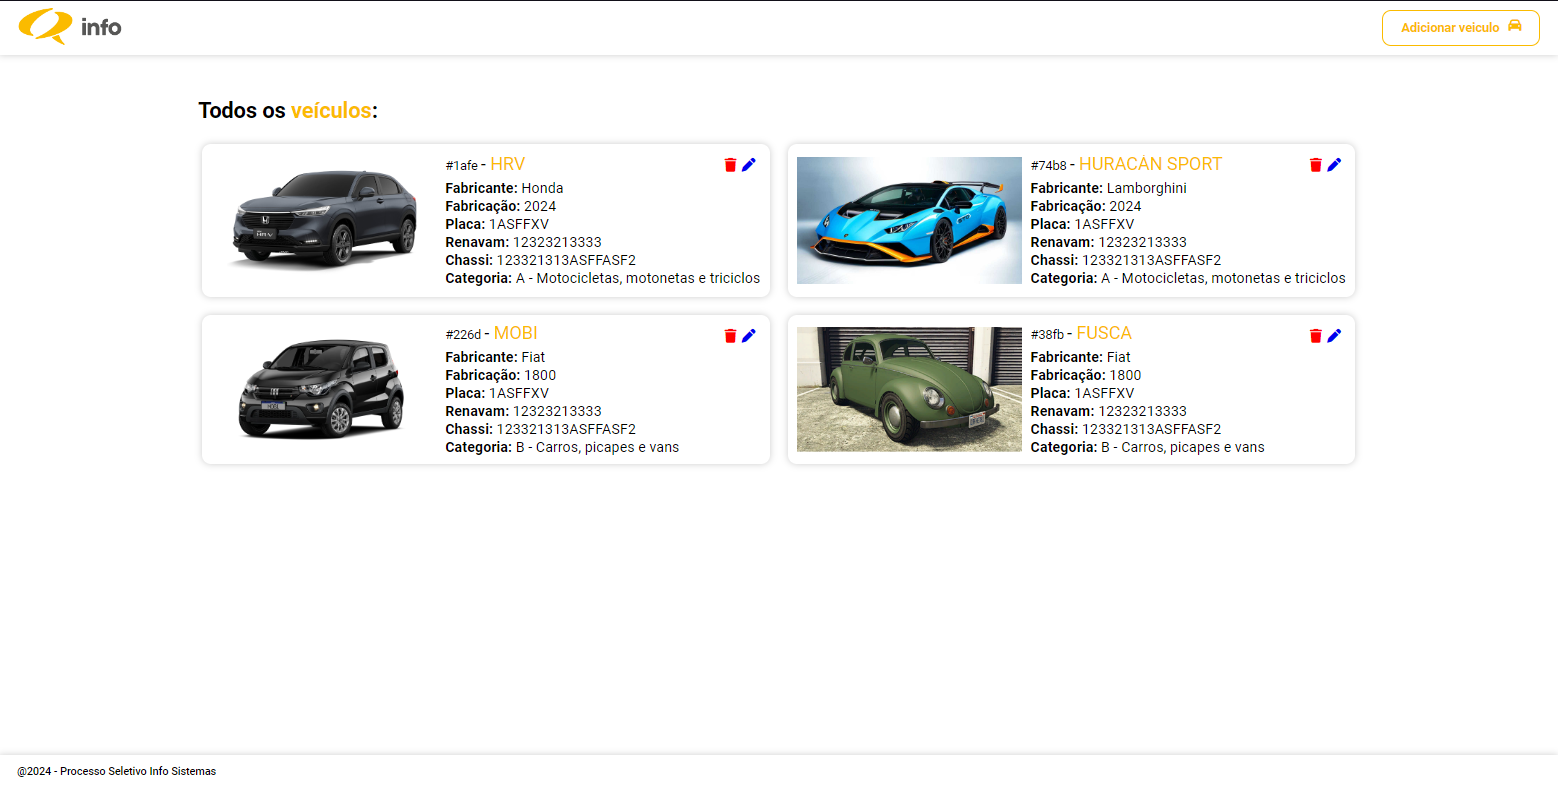 info
Adicionar veiculo
Todos os veículos:
#1afe - HRV
Fabricante: Honda
Fabricação: 2024
Placa: 1ASFFXV
Renavam: 12323213333
Chassi: 123321313ASFFASF2
Categoria: A - Motocicletas, motonetas e triciclos
#74b8 - HURACÁN SPORT
Fabricante: Lamborghini
Fabricação: 2024
Placa: 1ASFFXV
Renavam: 12323213333
Chassi: 123321313ASFFASF2
Categoria: A - Motocicletas, motonetas e triciclos
#226d - MOBI
Fabricante: Fiat
Fabricação: 1800
Placa: 1ASFFXV
Renavam: 12323213333
Chassi: 123321313ASFFASF2
Categoria: B - Carros, picapes e vans
#38fb - FUSCA
Fabricante: Fiat
Fabricação: 1800
Placa: 1ASFFXV
Renavam: 12323213333
Chassi: 123321313ASFFASF2
Categoria: B - Carros, picapes e vans
@2024 - Processo Seletivo Info Sistemas